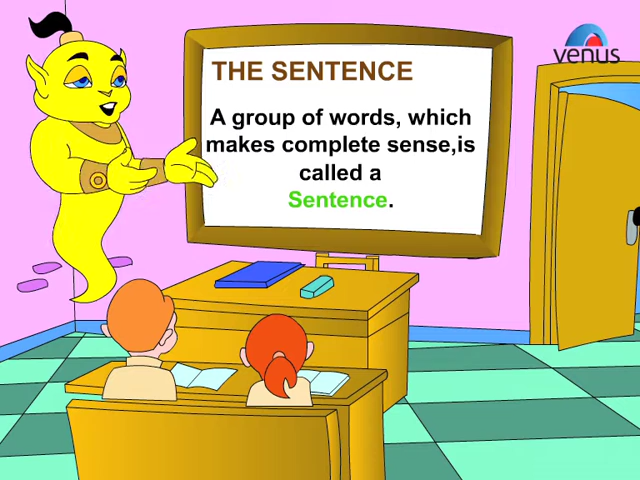 venus
THE SENTENCE
A group of words, which
makes complete sense,is
called a
Sentence.